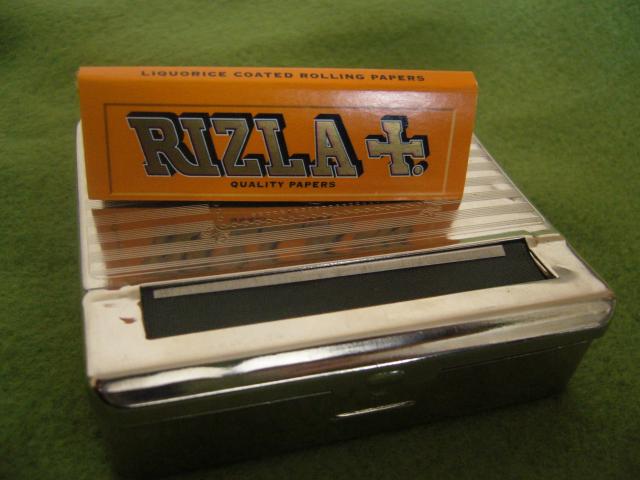 LIQUORICE COATED ROLLING PAPERS
RIZLA+.
QUALITY PAPERS